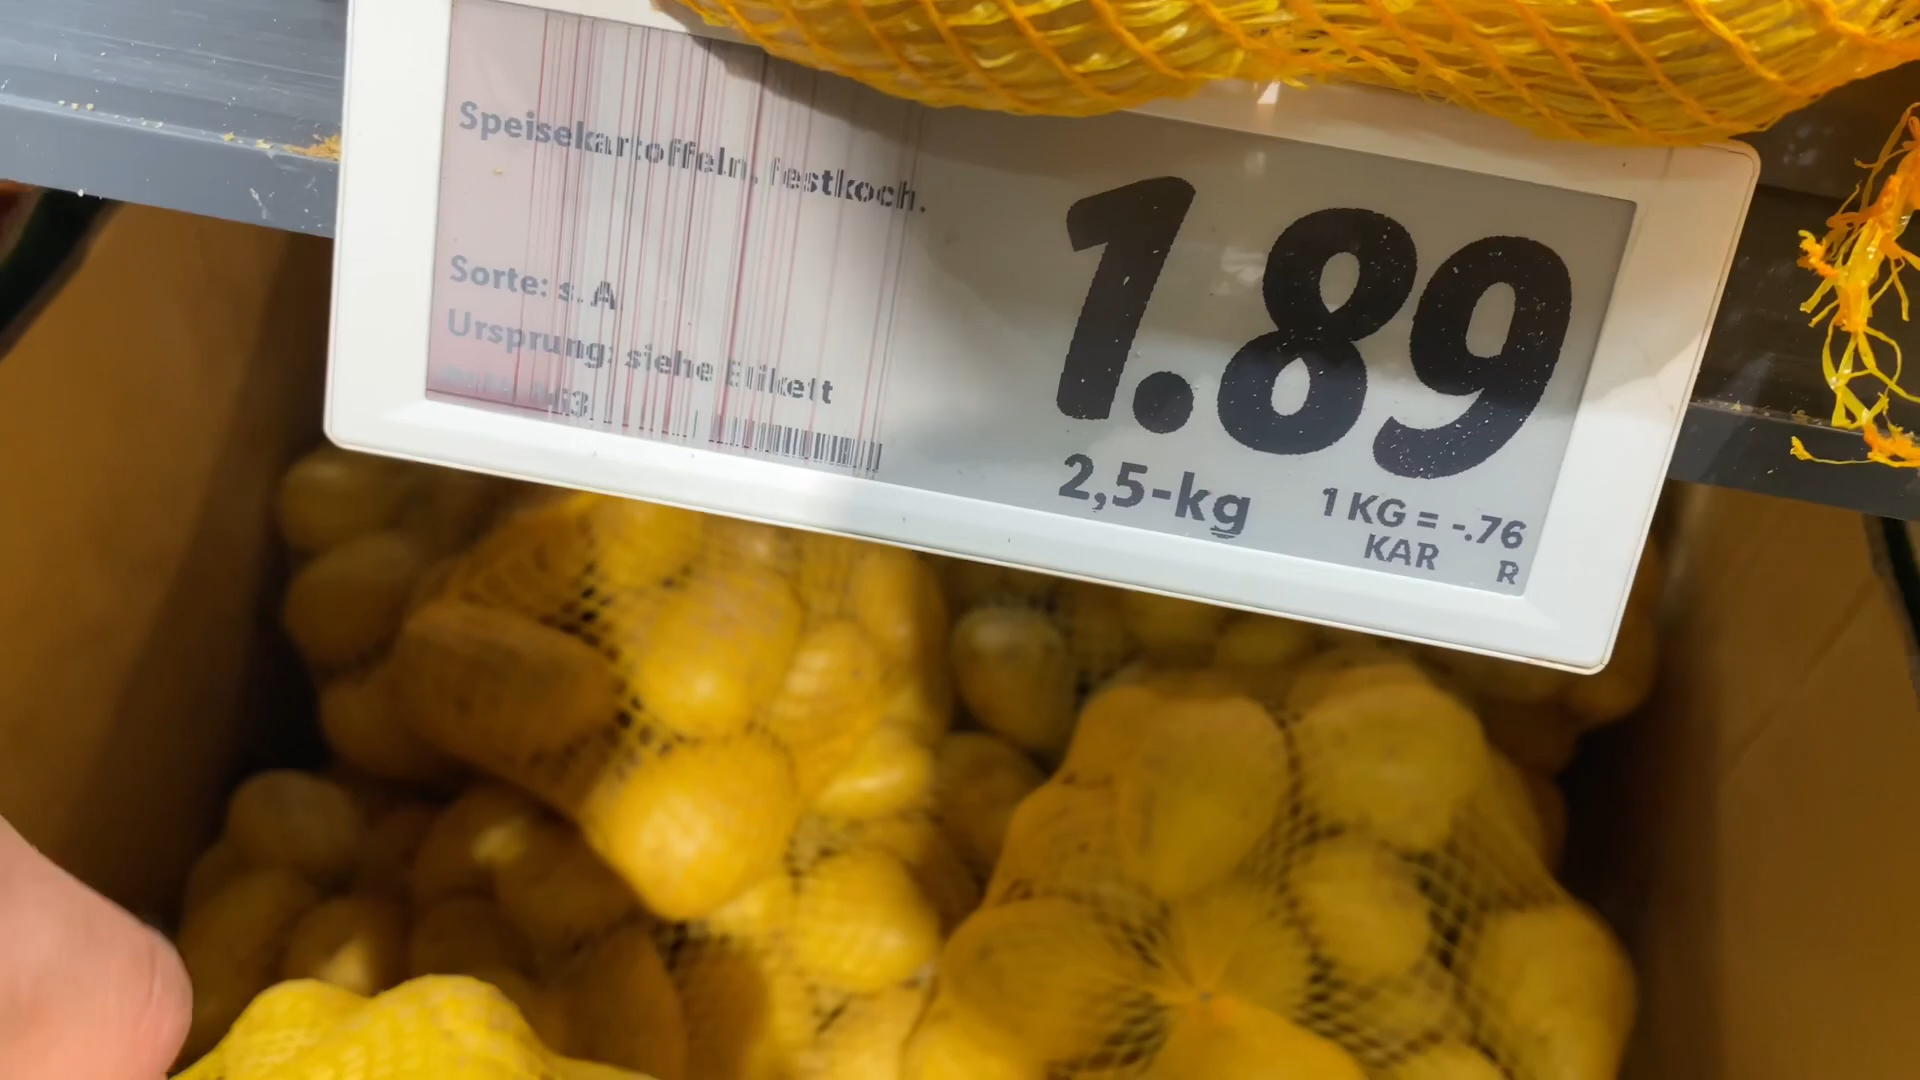 Speisekartoffeln, festkoch.
Sorte: s. A
Ursprung: siehe Etikett
1.89
2,5-kg
1 KG = -.76
KAR R